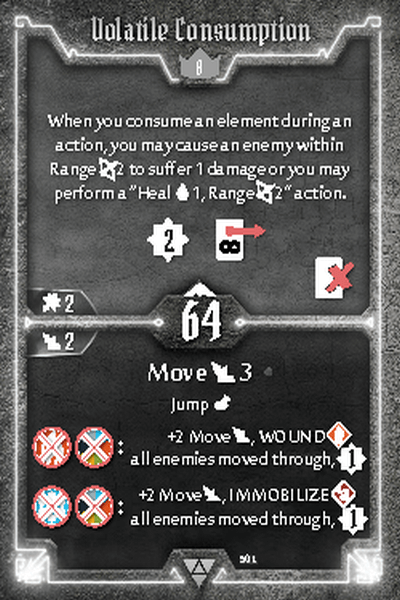 Volatile Consumption
When you consume an element during an
action, you may cause an enemy within
Range 2 to suffer 1 damage or you may
perform a "Heal 1, Range 2" action.
2
2
64
2
Move 3
Jump
+2 Move, WOUND
all enemies moved through, 1
+2 Move, IMMOBILIZE
all enemies moved through, 1